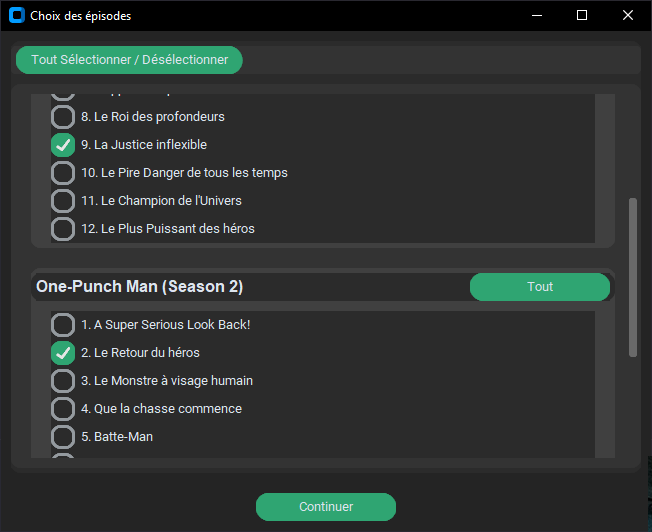 Choix des épisodes
Tout Sélectionner / Désélectionner
8. Le Roi des profondeurs
9. La Justice inflexible
10. Le Pire Danger de tous les temps
11. Le Champion de l'Univers
12. Le Plus Puissant des héros
One-Punch Man (Season 2)
Tout
1. A Super Serious Look Back!
2. Le Retour du héros
3. Le Monstre à visage humain
4. Que la chasse commence
5. Batte-Man
Continuer